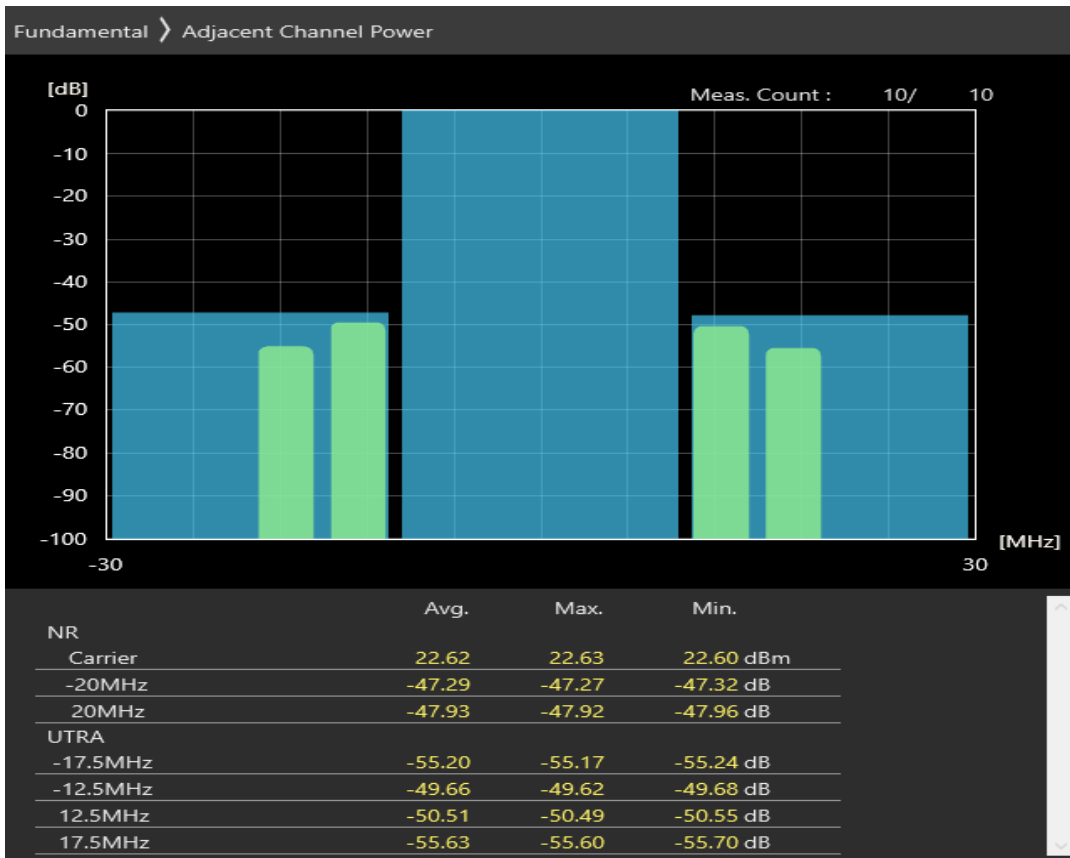 Fundamental 》 Adjacent Channel Power
[dB]
Meas. Count : 10/ 10
0
-10
-20
-30
-40
-50
-60
-70
-80
-90
-100
[MHz]
-30 30
Avg. Max. Min.
NR
Carrier 22.62 22.63 22.60 dBm
-20MHz -47.29 -47.27 -47.32 dB
20MHz -47.93 -47.92 -47.96 dB
UTRA
-17.5MHz -55.20 -55.17 -55.24 dB
-12.5MHz -49.66 -49.62 -49.68 dB
12.5MHz -50.51 -50.49 -50.55 dB
17.5MHz -55.63 -55.60 -55.70 dB